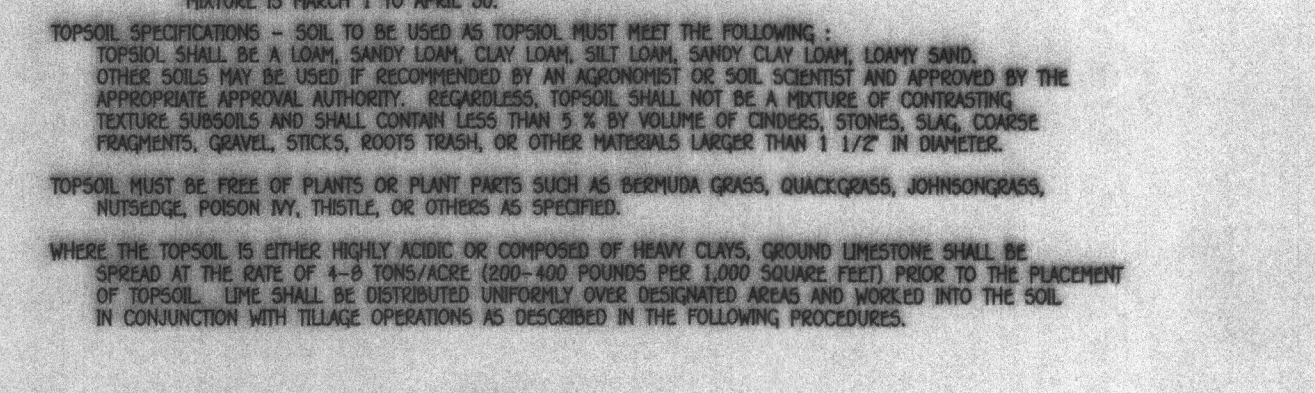 MIXTURE IS MARCH 1 TO APRIL 30.
TOPSOIL SPECIFICATIONS - SOIL TO BE USED AS TOPSIOL MUST MEET THE FOLLOWING :
TOPSIOL SHALL BE A LOAM, SANDY LOAM, CLAY LOAM, SILT LOAM, SANDY CLAY LOAM, LOAMY SAND.
OTHER SOILS MAY BE USED IF RECOMMENDED BY AN AGRONOMIST OR SOIL SCIENTIST AND APPROVED BY THE
APPROPRIATE APPROVAL AUTHORITY. REGARDLESS, TOPSOIL SHALL NOT BE A MIXTURE OF CONTRASTING
TEXTURE SUBSOILS AND SHALL CONTAIN LESS THAN 5 % BY VOLUME OF CINDERS, STONES, SLAG, COARSE
FRAGMENTS, GRAVEL, STICKS, ROOTS TRASH, OR OTHER MATERIALS LARGER THAN 1 1/2" IN DIAMETER.
TOPSOIL MUST BE FREE OF PLANTS OR PLANT PARTS SUCH AS BERMUDA GRASS, QUACKGRASS, JOHNSONGRASS,
NUTSEDGE, POISON IVY, THISTLE, OR OTHERS AS SPECIFIED.
WHERE THE TOPSOIL IS EITHER HIGHLY ACIDIC OR COMPOSED OF HEAVY CLAYS, GROUND LIMESTONE SHALL BE
SPREAD AT THE RATE OF 4-8 TONS/ACRE (200-400 POUNDS PER 1,000 SQUARE FEET) PRIOR TO THE PLACEMENT
OF TOPSOIL. LIME SHALL BE DISTRIBUTED UNIFORMLY OVER DESIGNATED AREAS AND WORKED INTO THE SOIL
IN CONJUNCTION WITH TILLAGE OPERATIONS AS DESCRIBED IN THE FOLLOWING PROCEDURES.